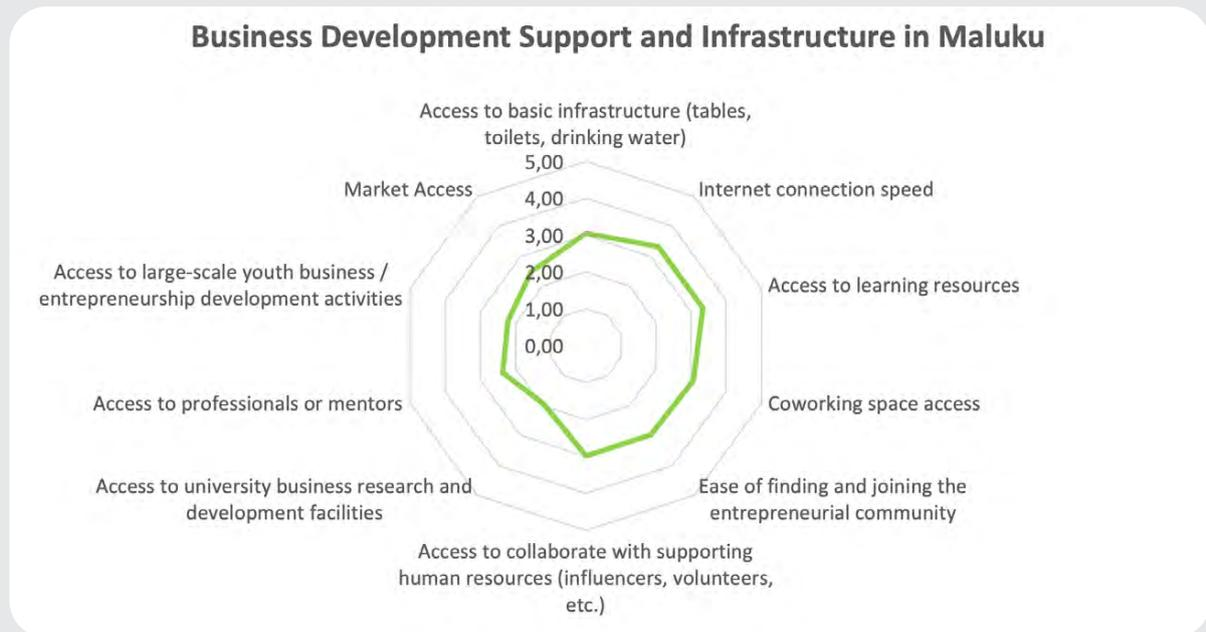 Business Development Support and Infrastructure in Maluku
Access to basic infrastructure (tables,
toilets, drinking water)
5,00
4,00
3,00
2,00
1,00
0,00
Internet connection speed
Access to learning resources
Coworking space access
Ease of finding and joining the
entrepreneurial community
Access to collaborate with supporting
human resources (influencers, volunteers,
etc.)
Access to university business research and
development facilities
Access to professionals or mentors
Access to large-scale youth business /
entrepreneurship development activities
Market Access